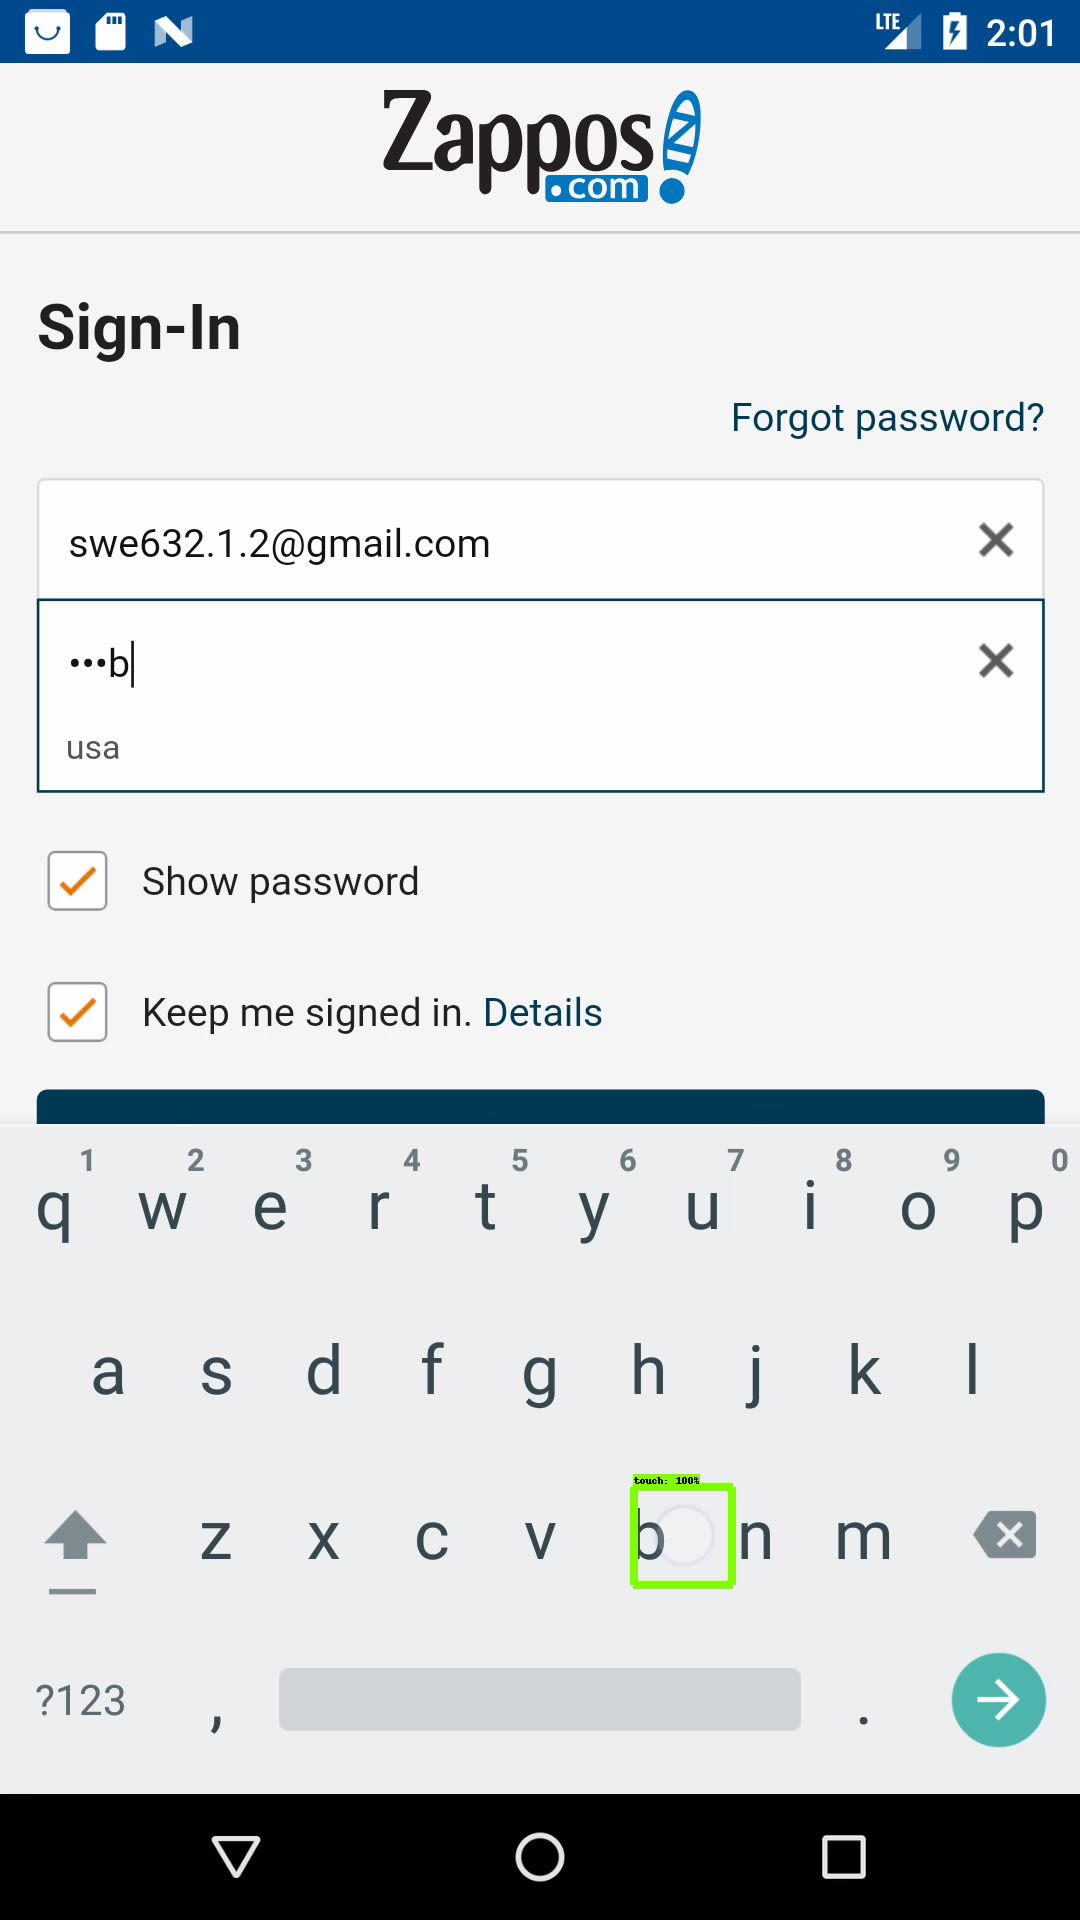 LTE 2:01
Zappos
.com
Sign-In
Forgot password?
swe632.1.2@gmail.com
•••b
usa
Show password
Keep me signed in. Details
1 2 3 4 5 6 7 8 9 0
q w e r t y u i o p
a s d f g h j k l
touch: 100%
z x c v b n m
?123 , .